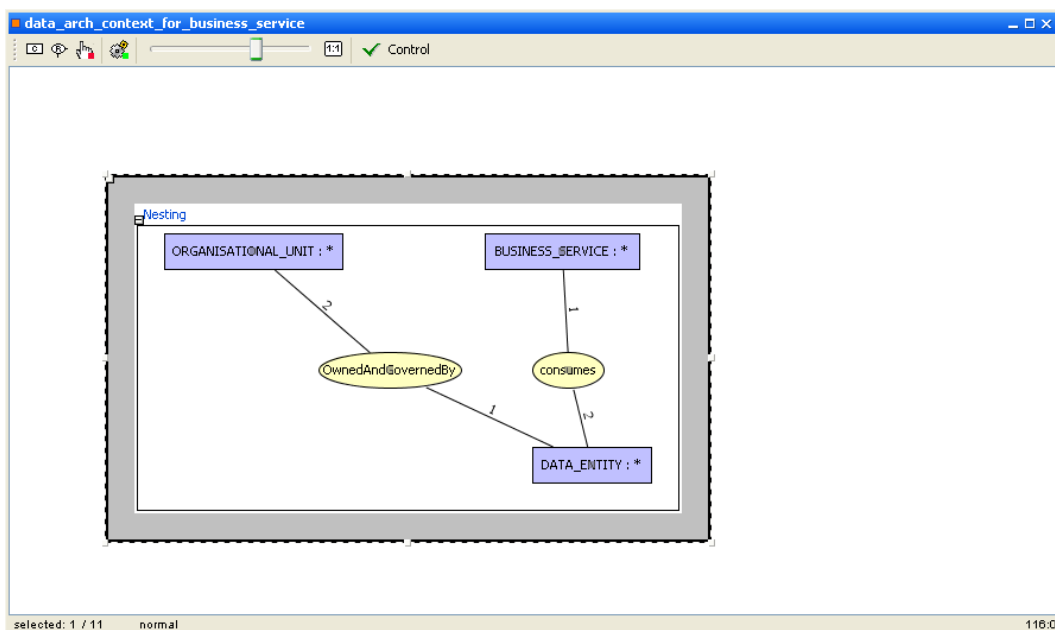 data_arch_context_for_business_service
C R 1:1 Control
Nesting
ORGANISATIONAL_UNIT : * BUSINESS_SERVICE : *
2 1
OwnedAndGovernedBy consumes
1 2
DATA_ENTITY : *
selected: 1 / 11 normal